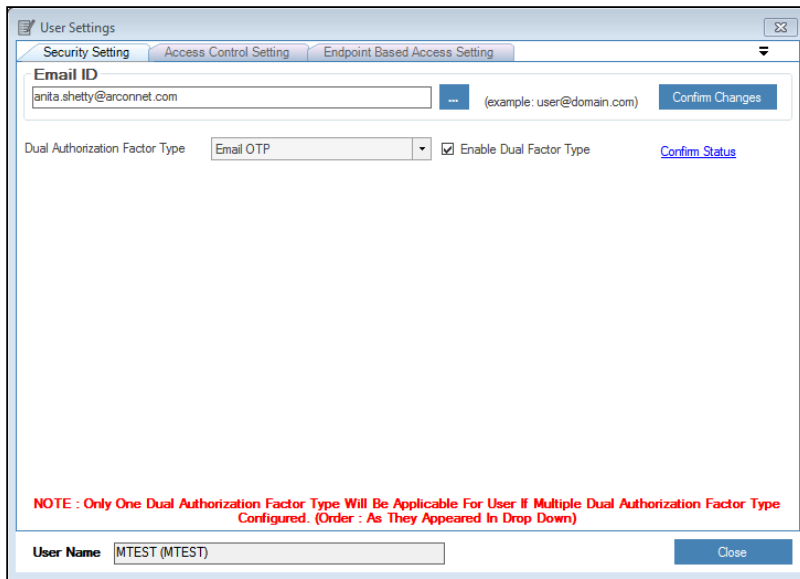 User Settings
Security Setting Access Control Setting Endpoint Based Access Setting
Email ID
anita.shetty@arconnet.com ... (example: user@domain.com) Confirm Changes
Dual Authorization Factor Type Email OTP Enable Dual Factor Type Confirm Status
NOTE : Only One Dual Authorization Factor Type Will Be Applicable For User If Multiple Dual Authorization Factor Type
Configured. (Order : As They Appeared In Drop Down)
User Name MTEST (MTEST) Close